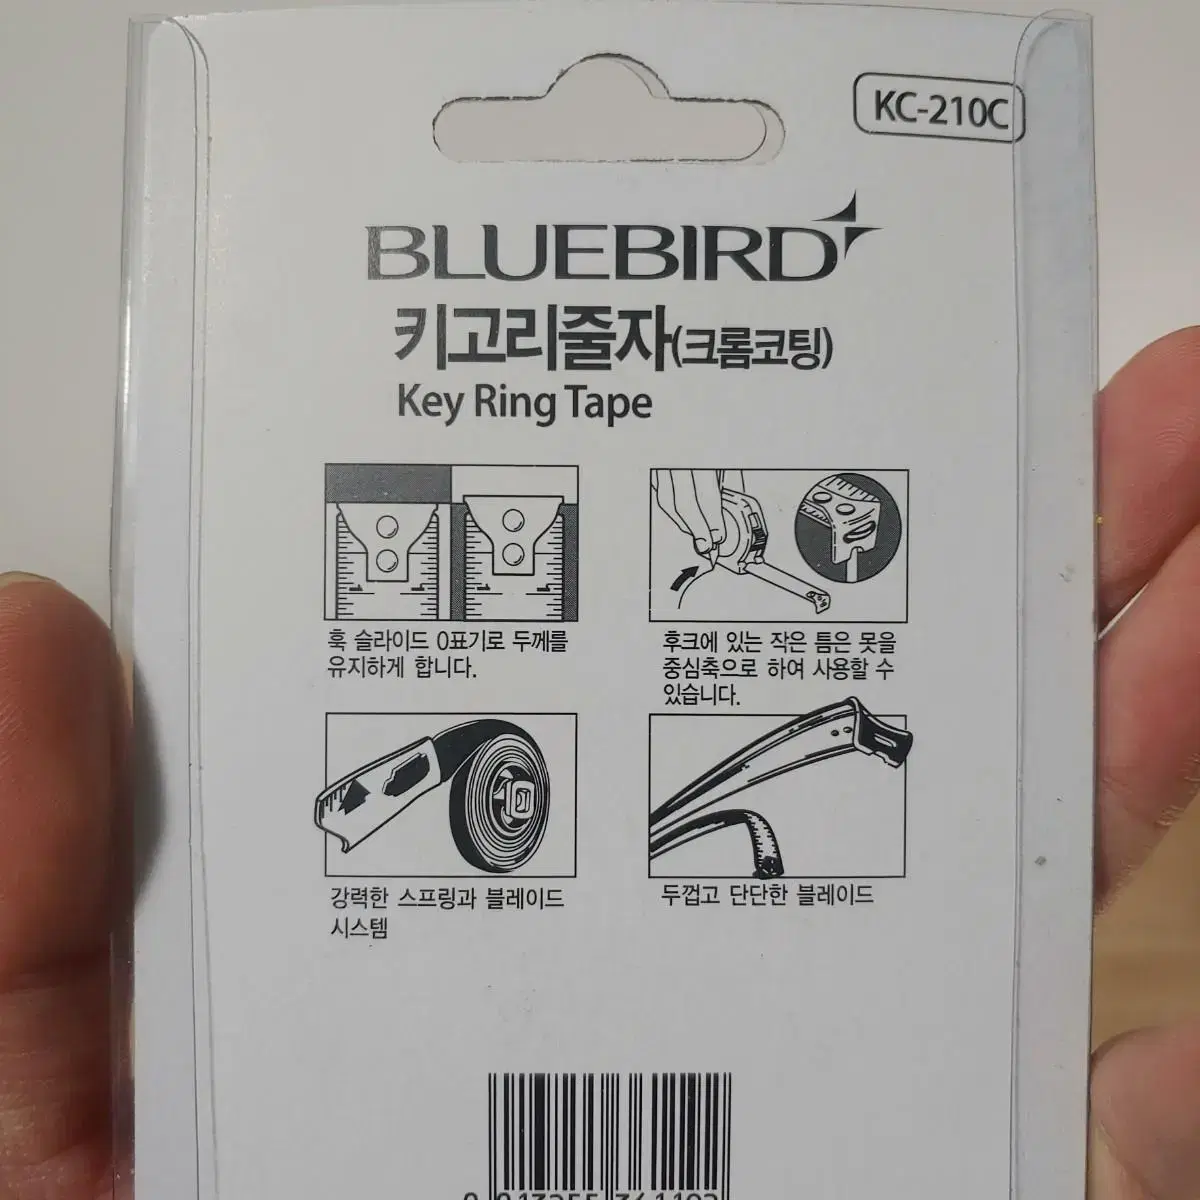 KC-210C
BLUEBIRD
키고리줄자(크롬코팅)
Key Ring Tape
훅 슬라이드 0표기로 두께를
유지하게 합니다.
후크에 있는 작은 틈은 못을
중심축으로 하여 사용할 수
있습니다.
강력한 스프링과 블레이드
시스템
두껍고 단단한 블레이드